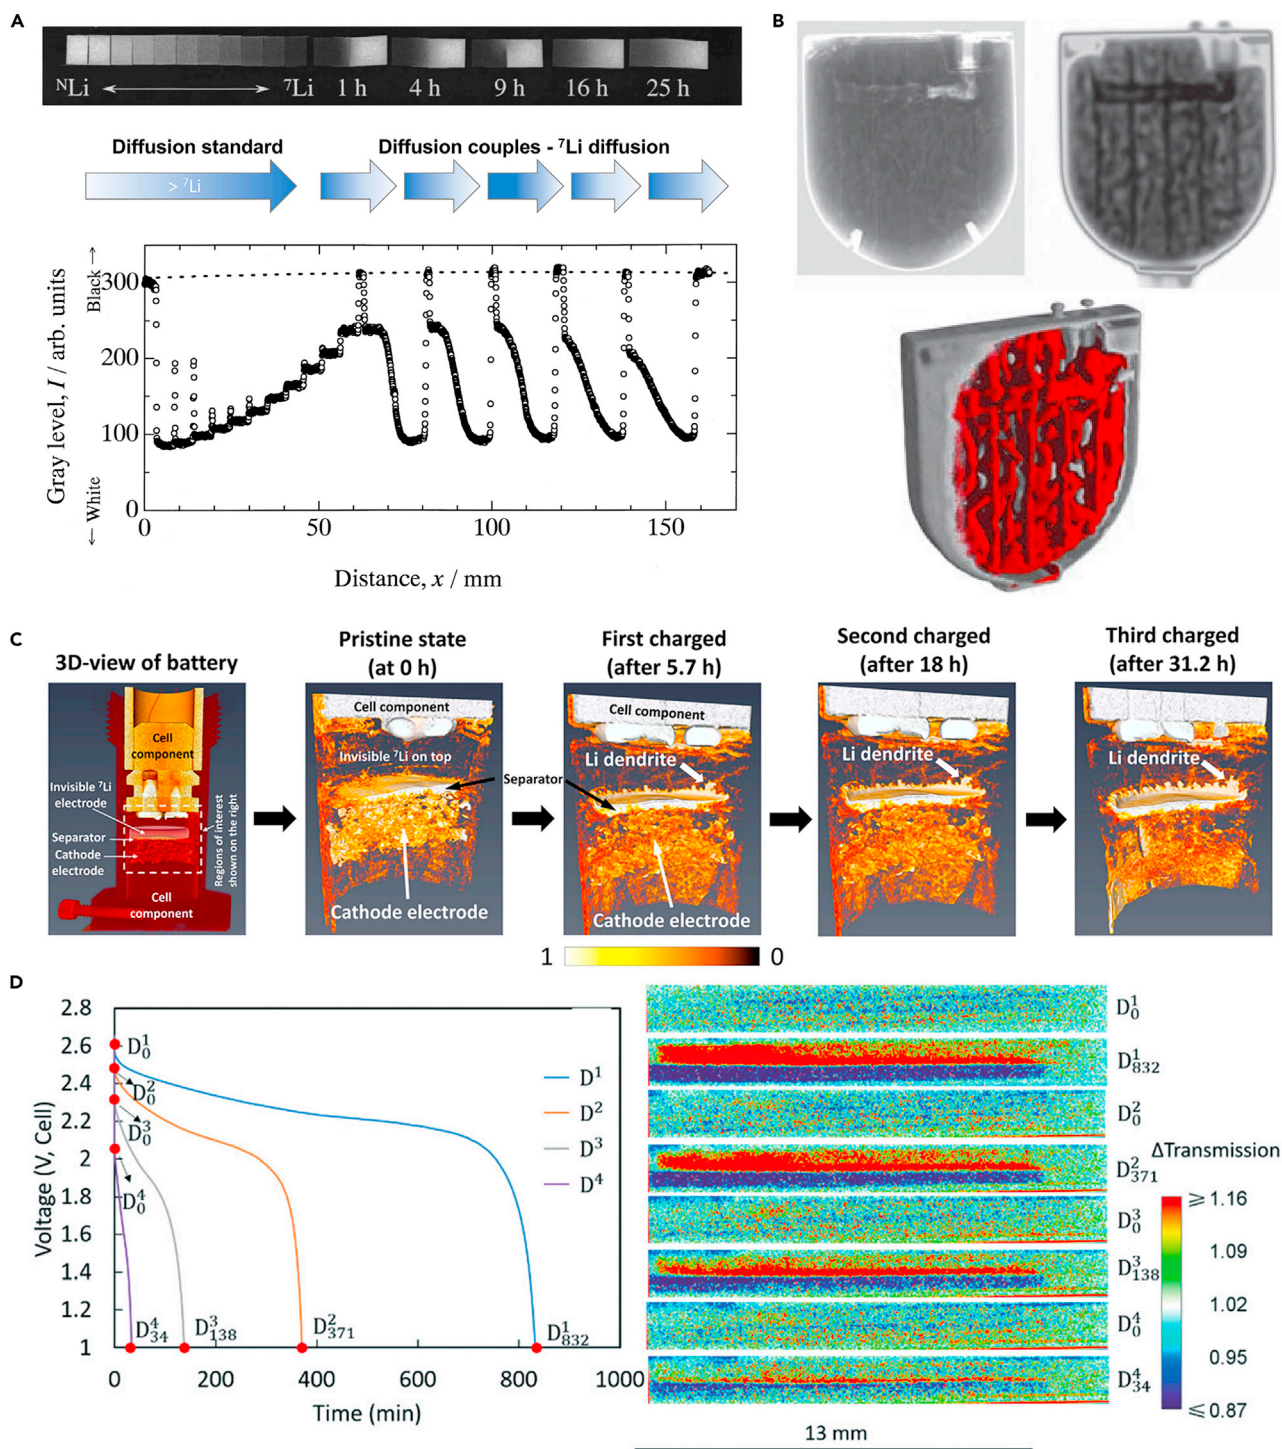 A
ᴺLi ⟷ ⁷Li 1 h 4 h 9 h 16 h 25 h
Diffusion standard
Diffusion couples - ⁷Li diffusion
> ⁷Li
Gray level, I / arb. units
← White
Black →
300
200
100
0
0 50 100 150
Distance, x / mm
B
C
3D-view of battery
Cell component
Invisible ⁷Li electrode
Separator
Cathode electrode
Regions of interest shown on the right
Cell component
Pristine state
(at 0 h)
Cell component
Invisible ⁷Li on top
Separator
Cathode electrode
First charged
(after 5.7 h)
Cell component
Li dendrite
Cathode electrode
Second charged
(after 18 h)
Li dendrite
Third charged
(after 31.2 h)
Li dendrite
1 0
D
Voltage (V, Cell)
2.8
2.6
2.4
2.2
2
1.8
1.6
1.4
1.2
1
D¹₀
D²₀
D³₀
D⁴₀
D¹
D²
D³
D⁴
D⁴₃₄ D³₁₃₈ D²₃₇₁ D¹₈₃₂
0 200 400 600 800 1000
Time (min)
D¹₀
D¹₈₃₂
D²₀
D²₃₇₁
D³₀
D³₁₃₈
D⁴₀
D⁴₃₄
13 mm
ΔTransmission
⩾ 1.16
1.09
1.02
0.95
⩽ 0.87